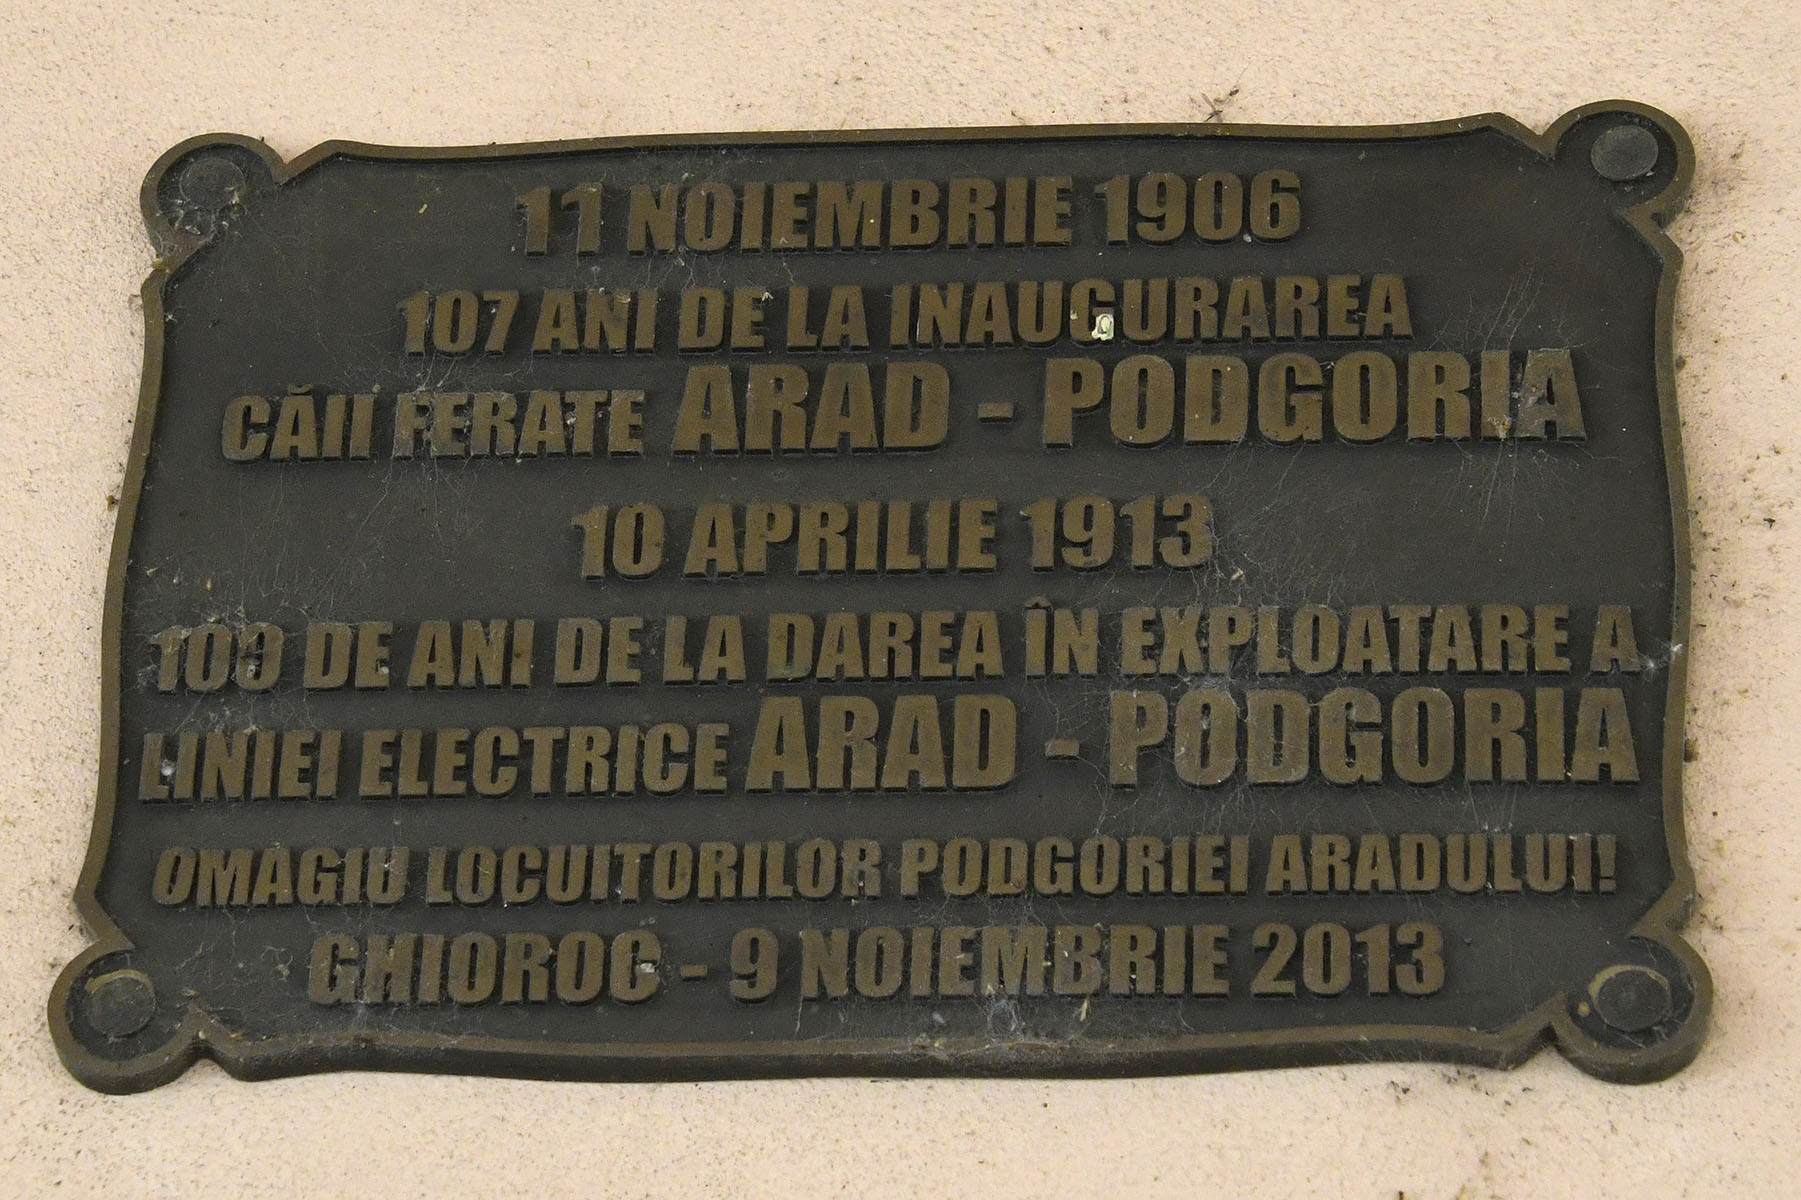 11 NOIEMBRIE 1906
107 ANI DE LA INAUGURAREA
CĂII FERATE ARAD - PODGORIA
10 APRILIE 1913
100 DE ANI DE LA DAREA ÎN EXPLOATARE A
LINIEI ELECTRICE ARAD - PODGORIA
OMAGIU LOCUITORILOR PODGORIEI ARADULUI!
GHIOROC - 9 NOIEMBRIE 2013